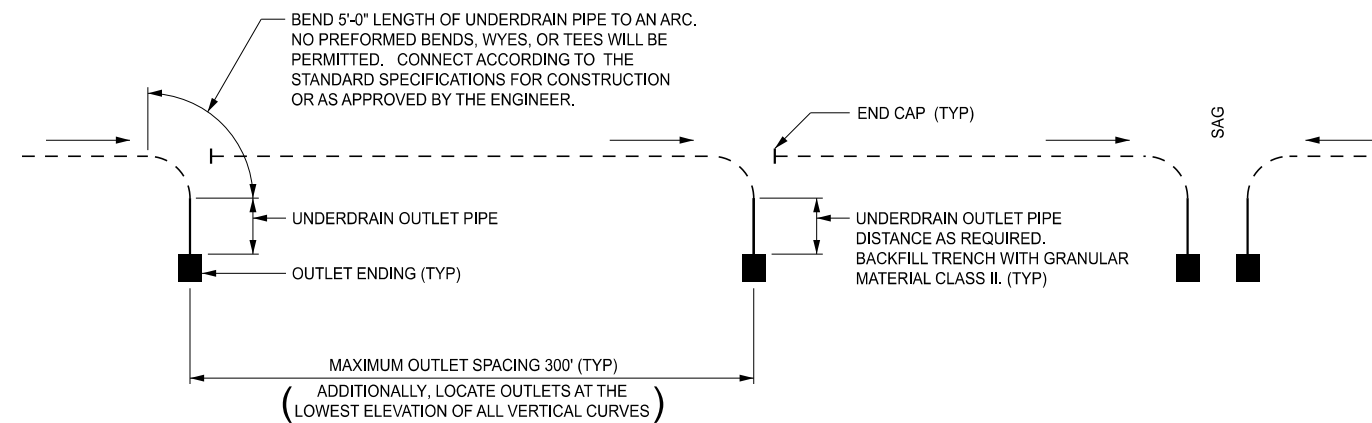 BEND 5'-0" LENGTH OF UNDERDRAIN PIPE TO AN ARC.
NO PREFORMED BENDS, WYES, OR TEES WILL BE
PERMITTED. CONNECT ACCORDING TO THE
STANDARD SPECIFICATIONS FOR CONSTRUCTION
OR AS APPROVED BY THE ENGINEER.
END CAP (TYP)
SAG
UNDERDRAIN OUTLET PIPE
OUTLET ENDING (TYP)
UNDERDRAIN OUTLET PIPE
DISTANCE AS REQUIRED.
BACKFILL TRENCH WITH GRANULAR
MATERIAL CLASS II. (TYP)
MAXIMUM OUTLET SPACING 300' (TYP)
(ADDITIONALLY, LOCATE OUTLETS AT THE
LOWEST ELEVATION OF ALL VERTICAL CURVES)